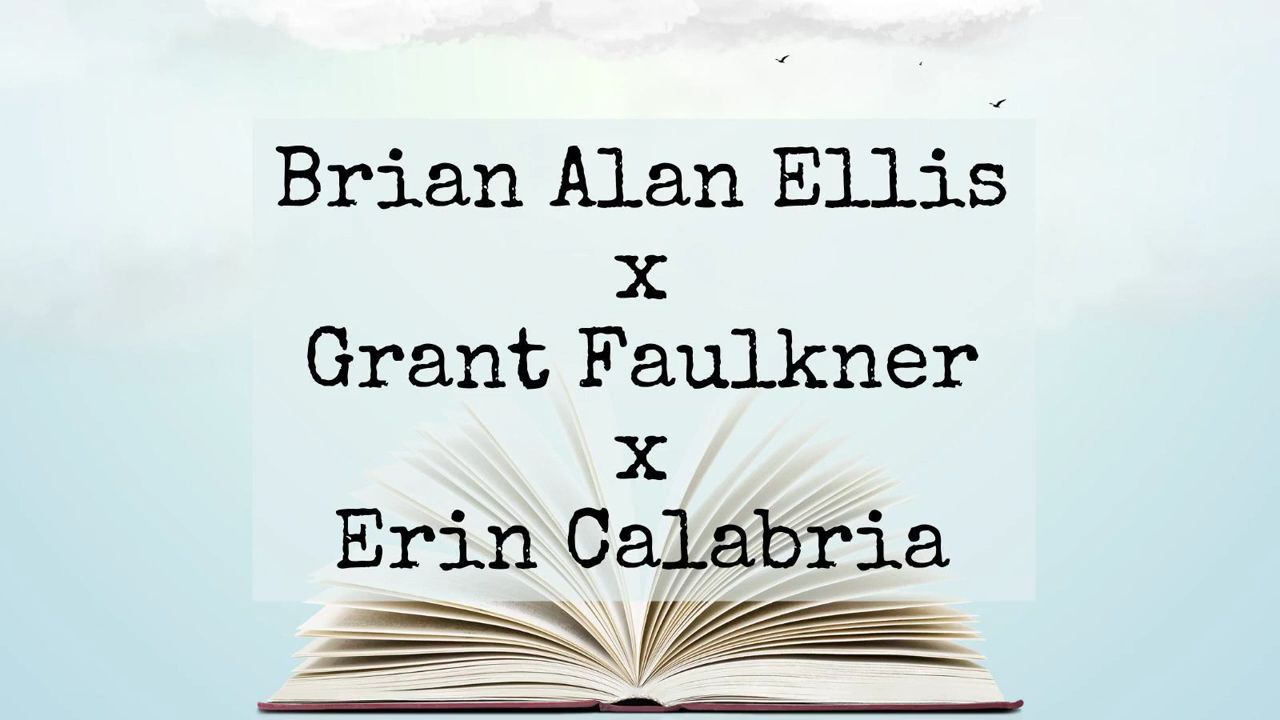 Brian Alan Ellis
x
Grant Faulkner
x
Erin Calabria